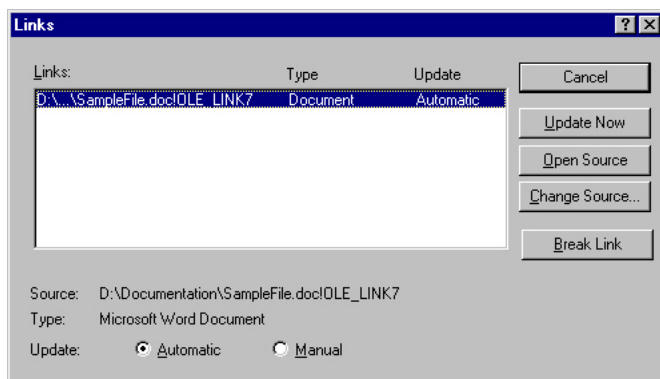 Links
Links: Type Update
D:\...\SampleFile.doc!OLE_LINK7 Document Automatic
Cancel
Update Now
Open Source
Change Source...
Break Link
Source: D:\Documentation\SampleFile.doc!OLE_LINK7
Type: Microsoft Word Document
Update: Automatic Manual